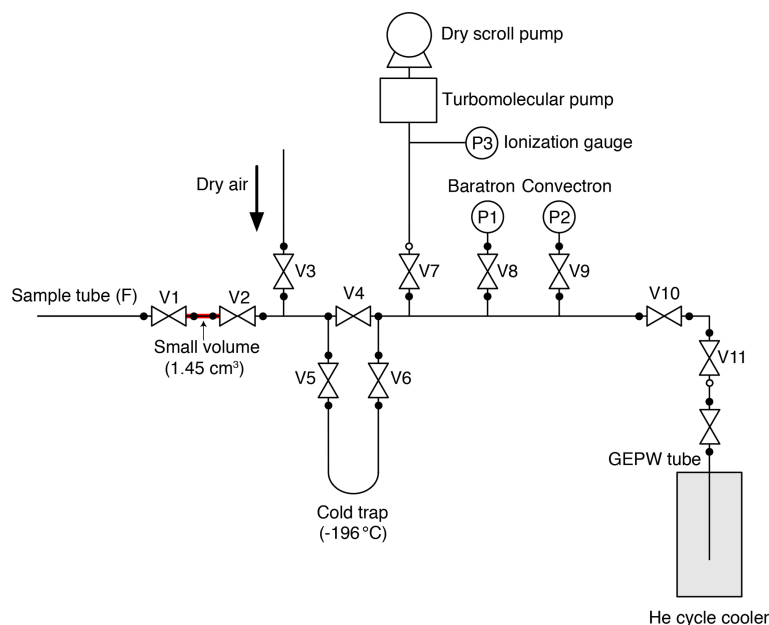 Dry scroll pump
Turbomolecular pump
P3 Ionization gauge
Dry air
Baratron Convectron
P1 P2
V3 V7 V8 V9
Sample tube (F) V1 V2 V4 V10
Small volume
(1.45 cm³)
V5 V6 V11
GEPW tube
Cold trap
(-196 °C)
He cycle cooler